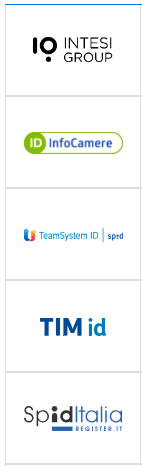 INTESI
GROUP
ID InfoCamere
TeamSystem ID | spid
TIM id
SpidItalia
REGISTER.IT